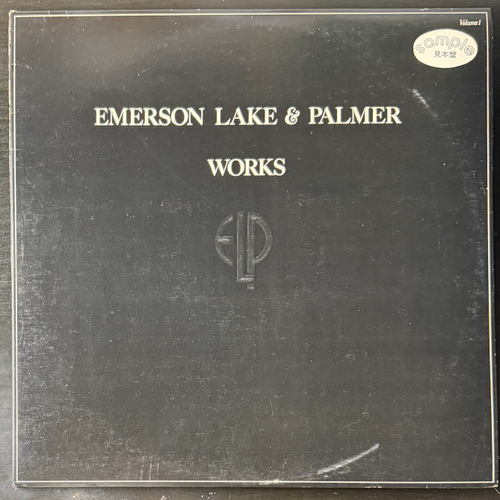 Volume 1
sample
見本盤
EMERSON LAKE & PALMER
WORKS
ELP